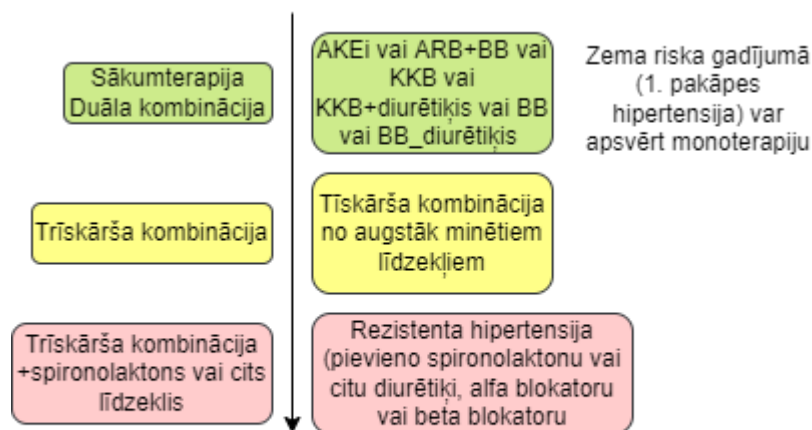 Sākumterapija
Duāla kombinācija
AKEi vai ARB+BB vai
KKB vai
KKB+diurētiķis vai BB
vai BB_diurētiķis
Zema riska gadījumā
(1. pakāpes
hipertensija) var
apsvērt monoterapiju
Trīskārša kombinācija
Tīskārša kombinācija
no augstāk minētiem
līdzekļiem
Trīskārša kombinācija
+spironolaktons vai cits
līdzeklis
Rezistenta hipertensija
(pievieno spironolaktonu vai
citu diurētiķi, alfa blokatoru
vai beta blokatoru